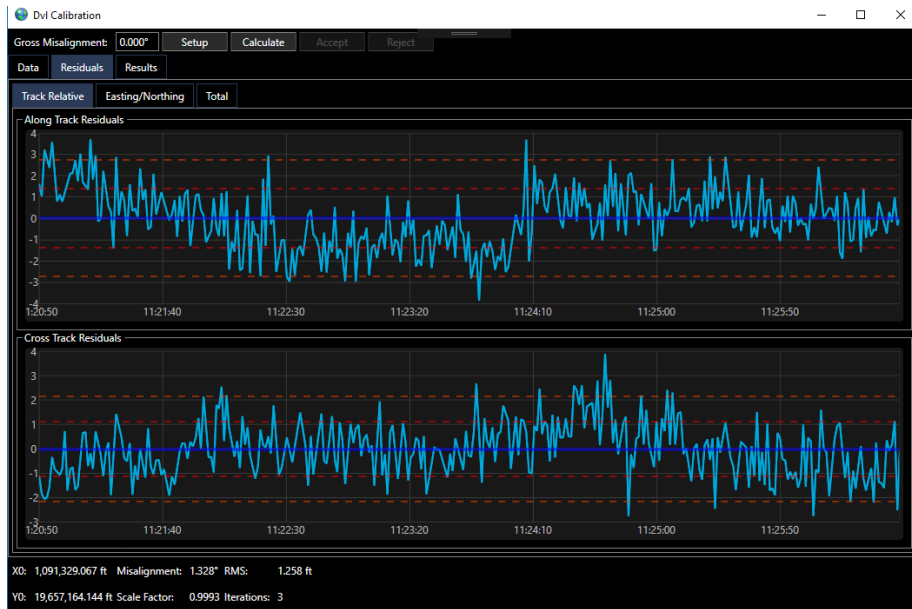 Dvl Calibration
Gross Misalignment: 0.000° Setup Calculate Accept Reject
Data Residuals Results
Track Relative Easting/Northing Total
Along Track Residuals
4
3
2
1
0
-1
-2
-3
-4
1:20:50 11:21:40 11:22:30 11:23:20 11:24:10 11:25:00 11:25:50
Cross Track Residuals
4
3
2
1
0
-1
-2
-3
1:20:50 11:21:40 11:22:30 11:23:20 11:24:10 11:25:00 11:25:50
X0: 1,091,329.067 ft Misalignment: 1.328° RMS: 1.258 ft
Y0: 19,657,164.144 ft Scale Factor: 0.9993 Iterations: 3